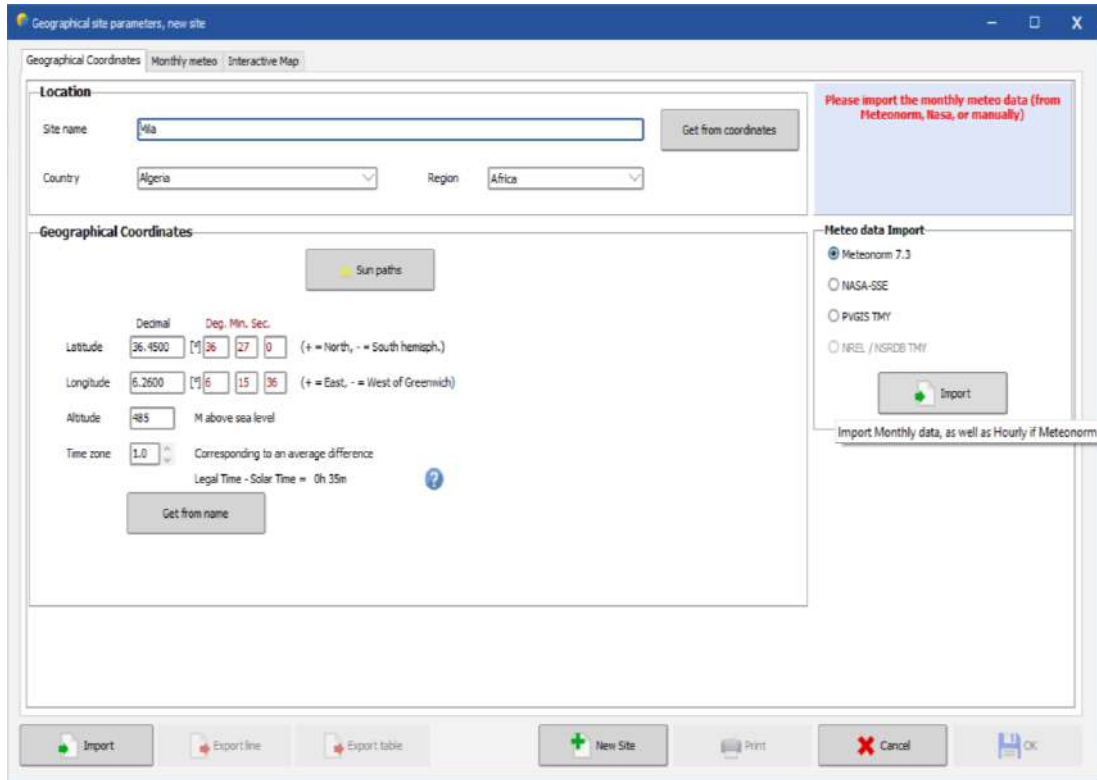 Geographical site parameters, new site
Geographical Coordinates Monthly meteo Interactive Map
Location
Site name Mila Get from coordinates
Country Algeria Region Africa
Please import the monthly meteo data (from
Meteonorm, Nasa, or manually)
Geographical Coordinates
Sun paths
Decimal Deg. Min. Sec.
Latitude 36.4500 [°] 36 27 0 (+ = North, - = South hemisph.)
Longitude 6.2600 [°] 6 15 36 (+ = East, - = West of Greenwich)
Altitude 485 M above sea level
Time zone 1.0 Corresponding to an average difference
Legal Time - Solar Time = 0h 35m ?
Get from name
Meteo data Import
Meteonorm 7.3
NASA-SSE
PVGIS TMY
NREL / NSRDB TMY
Import
Import Monthly data, as well as Hourly if Meteonorm
Import Export line Export table New Site Print Cancel OK